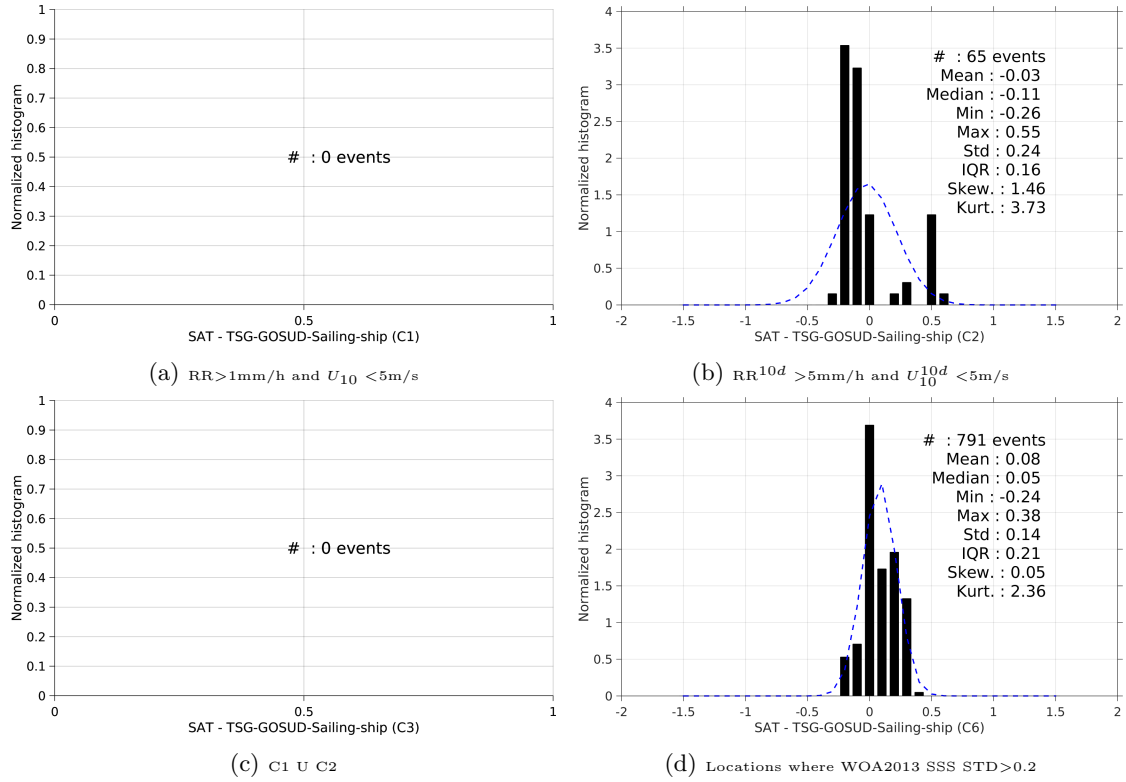 1
0.9
0.8
0.7
0.6
0.5
0.4
0.3
0.2
0.1
0
Normalized histogram
# : 0 events
0 0.5 1
SAT - TSG-GOSUD-Sailing-ship (C1)
(a) RR>1mm/h and U10 <5m/s
4
3.5
3
2.5
2
1.5
1
0.5
0
Normalized histogram
# : 65 events
Mean : -0.03
Median : -0.11
Min : -0.26
Max : 0.55
Std : 0.24
IQR : 0.16
Skew. : 1.46
Kurt. : 3.73
-2 -1.5 -1 -0.5 0 0.5 1 1.5 2
SAT - TSG-GOSUD-Sailing-ship (C2)
(b) RR^10d >5mm/h and U_10^10d <5m/s
1
0.9
0.8
0.7
0.6
0.5
0.4
0.3
0.2
0.1
0
Normalized histogram
# : 0 events
0 0.5 1
SAT - TSG-GOSUD-Sailing-ship (C3)
(c) C1 U C2
4
3.5
3
2.5
2
1.5
1
0.5
0
Normalized histogram
# : 791 events
Mean : 0.08
Median : 0.05
Min : -0.24
Max : 0.38
Std : 0.14
IQR : 0.21
Skew. : 0.05
Kurt. : 2.36
-2 -1.5 -1 -0.5 0 0.5 1 1.5 2
SAT - TSG-GOSUD-Sailing-ship (C6)
(d) Locations where WOA2013 SSS STD>0.2